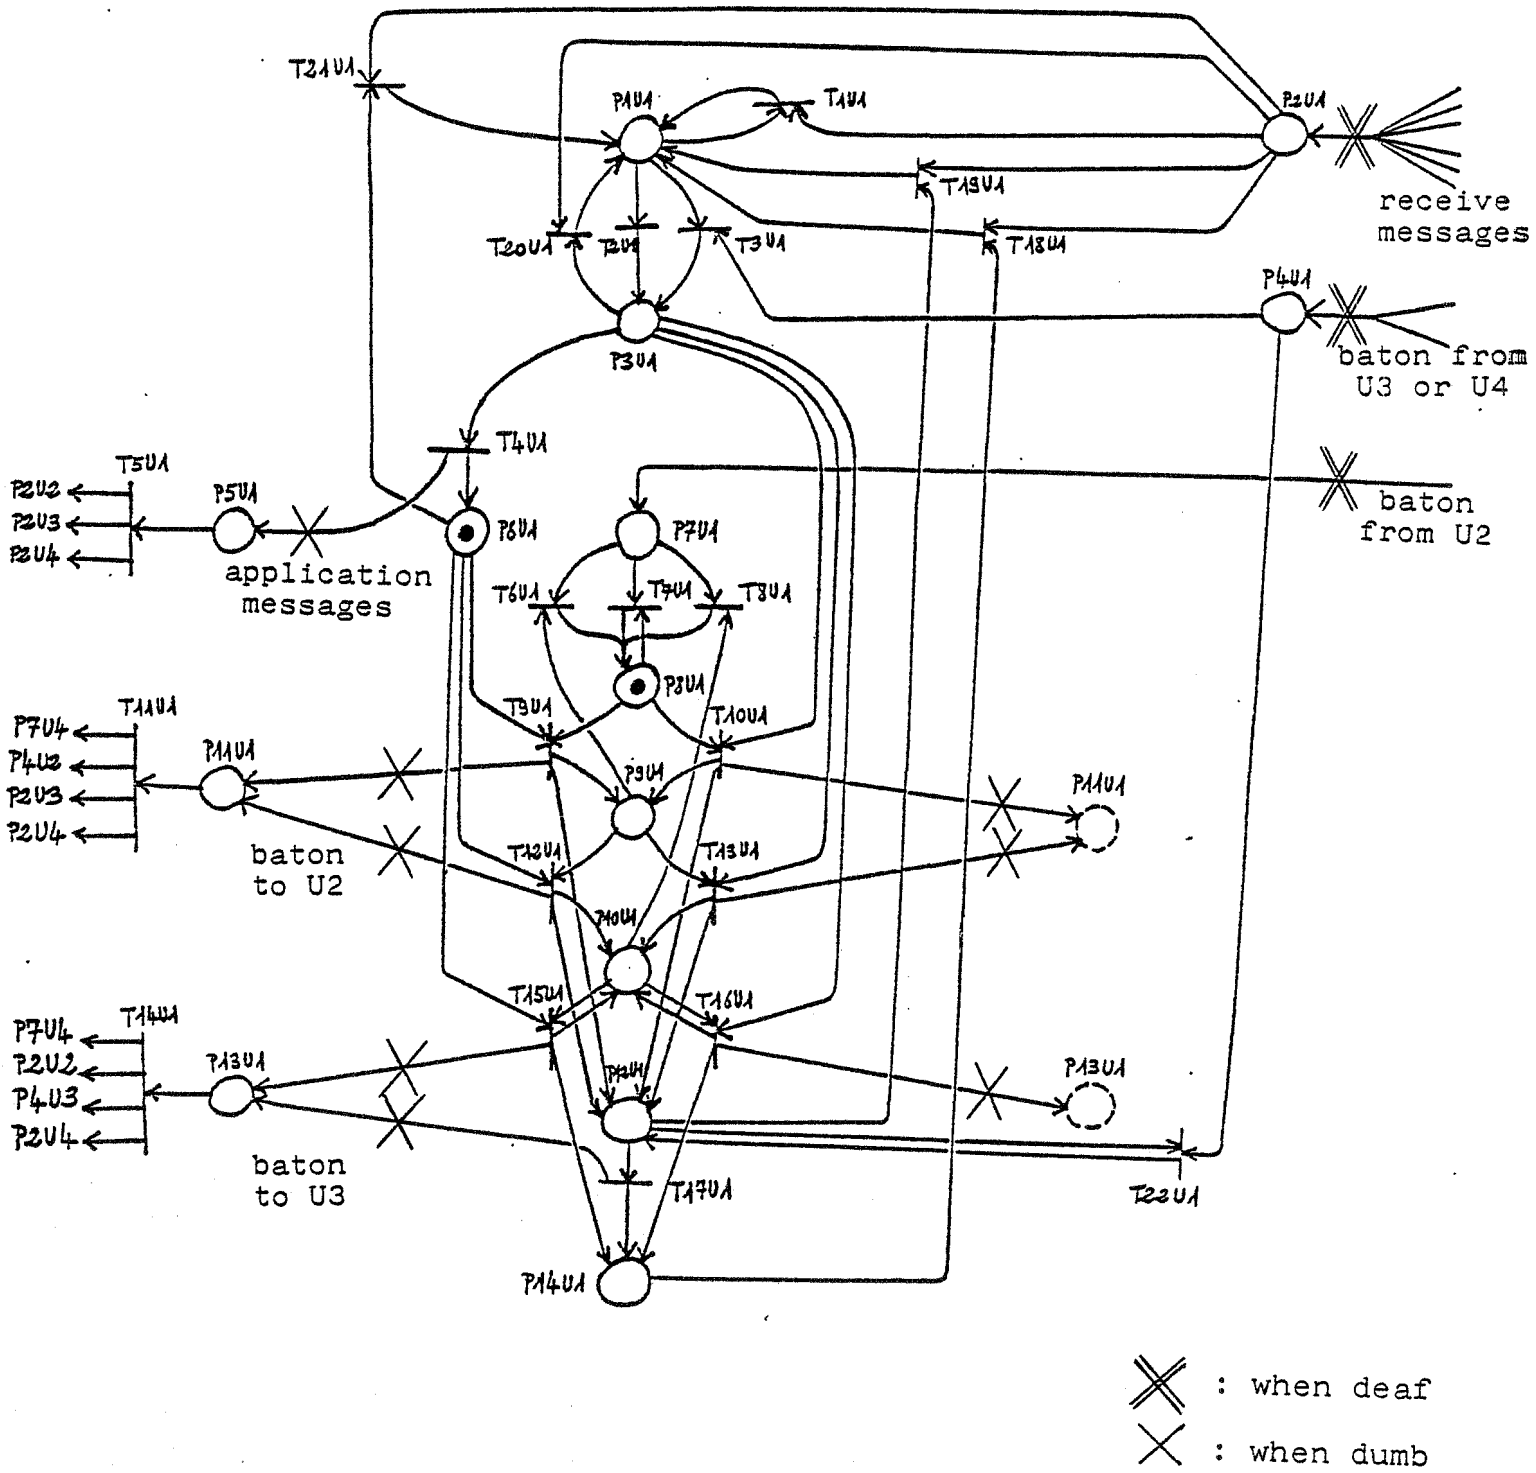 T21U1
P1U1
T1U1
P2U1
T19U1
receive
messages
T20U1
T3U1
T18U1
P4U1
P3U1
baton from
U3 or U4
T4U1
T5U1
P2U2
P2U3
P2U4
P5U1
P6U1
P7U1
baton
from U2
application
messages
T6U1
T7U1
T8U1
P8U1
T9U1
T10U1
T11U1
P7U4
P4U2
P2U3
P2U4
P11U1
P9U1
P11U1
baton
to U2
T12U1
T13U1
P10U1
T15U1
T16U1
T14U1
P7U4
P2U2
P4U3
P2U4
P13U1
P12U1
P13U1
baton
to U3
T17U1
T22U1
P14U1
: when deaf
: when dumb